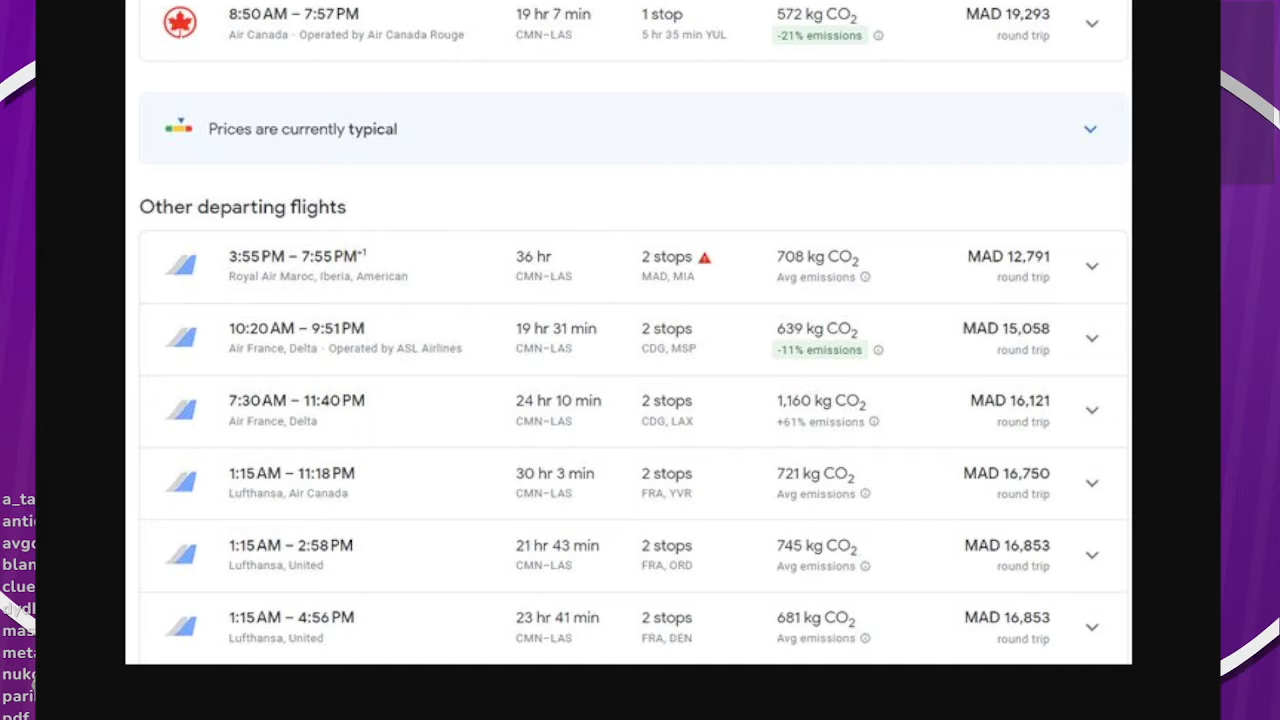 8:50 AM – 7:57 PM 19 hr 7 min 1 stop 572 kg CO2 MAD 19,293
Air Canada · Operated by Air Canada Rouge CMN–LAS 5 hr 35 min YUL -21% emissions round trip
Prices are currently typical
Other departing flights
3:55 PM – 7:55 PM+1 36 hr 2 stops 708 kg CO2 MAD 12,791
Royal Air Maroc, Iberia, American CMN–LAS MAD, MIA Avg emissions round trip
10:20 AM – 9:51 PM 19 hr 31 min 2 stops 639 kg CO2 MAD 15,058
Air France, Delta · Operated by ASL Airlines CMN–LAS CDG, MSP -11% emissions round trip
7:30 AM – 11:40 PM 24 hr 10 min 2 stops 1,160 kg CO2 MAD 16,121
Air France, Delta CMN–LAS CDG, LAX +61% emissions round trip
1:15 AM – 11:18 PM 30 hr 3 min 2 stops 721 kg CO2 MAD 16,750
Lufthansa, Air Canada CMN–LAS FRA, YVR Avg emissions round trip
1:15 AM – 2:58 PM 21 hr 43 min 2 stops 745 kg CO2 MAD 16,853
Lufthansa, United CMN–LAS FRA, ORD Avg emissions round trip
1:15 AM – 4:56 PM 23 hr 41 min 2 stops 681 kg CO2 MAD 16,853
Lufthansa, United CMN–LAS FRA, DEN Avg emissions round trip
a_ta
antic
avgc
blan
clue
dydl
mas
meta
nuk
pari
pdf